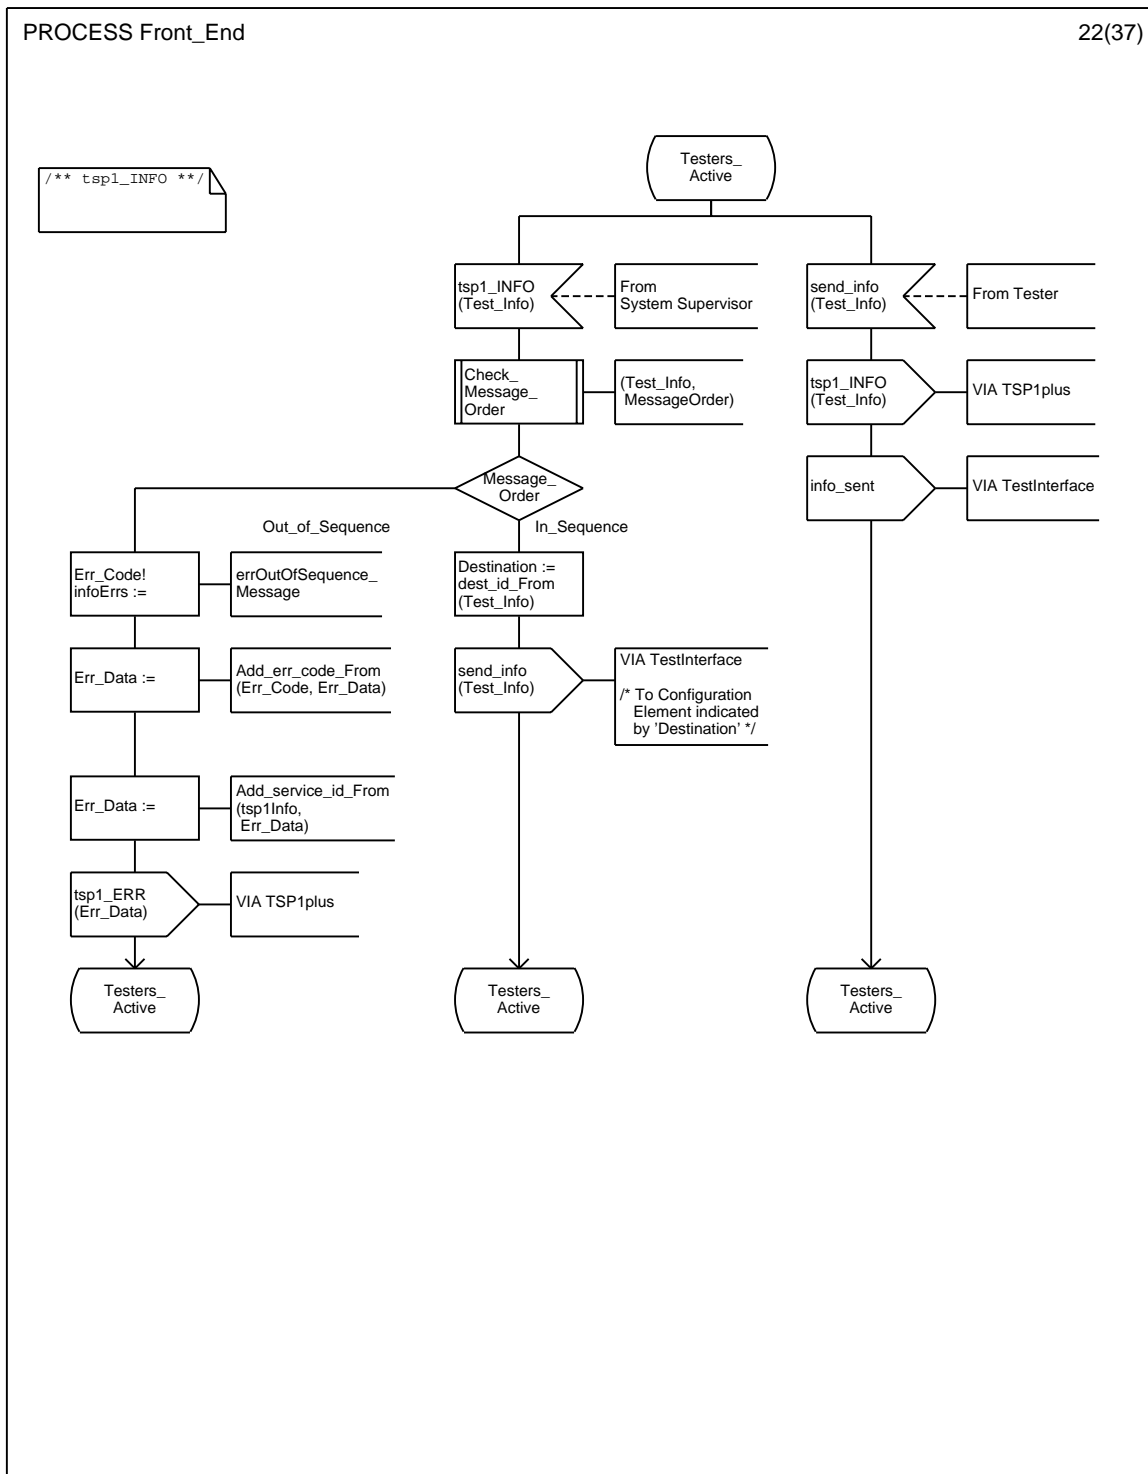 PROCESS Front_End
22(37)
/** tsp1_INFO **/
Testers_
Active
tsp1_INFO
(Test_Info)
From
System Supervisor
send_info
(Test_Info)
From Tester
Check_
Message_
Order
(Test_Info,
MessageOrder)
tsp1_INFO
(Test_Info)
VIA TSP1plus
Message_
Order
info_sent
VIA TestInterface
Out_of_Sequence
In_Sequence
Err_Code!
infoErrs :=
errOutOfSequence_
Message
Destination :=
dest_id_From
(Test_Info)
Err_Data :=
Add_err_code_From
(Err_Code, Err_Data)
send_info
(Test_Info)
VIA TestInterface
/* To Configuration
Element indicated
by 'Destination' */
Err_Data :=
Add_service_id_From
(tsp1Info,
Err_Data)
tsp1_ERR
(Err_Data)
VIA TSP1plus
Testers_
Active
Testers_
Active
Testers_
Active